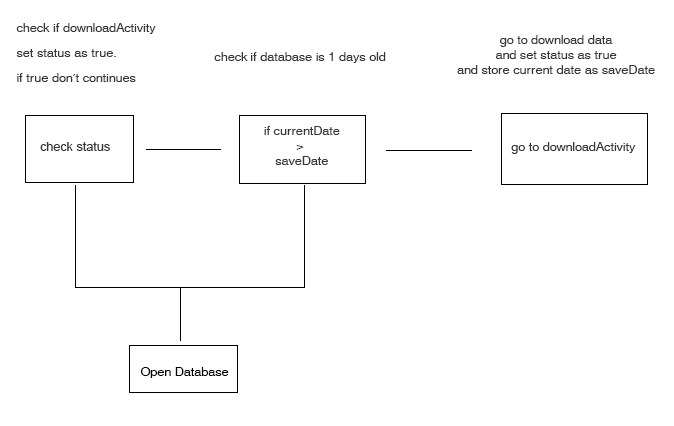 check if downloadActivity
set status as true.
if true don´t continues
check if database is 1 days old
go to download data
and set status as true
and store current date as saveDate
check status
if currentDate
>
saveDate
go to downloadActivity
Open Database